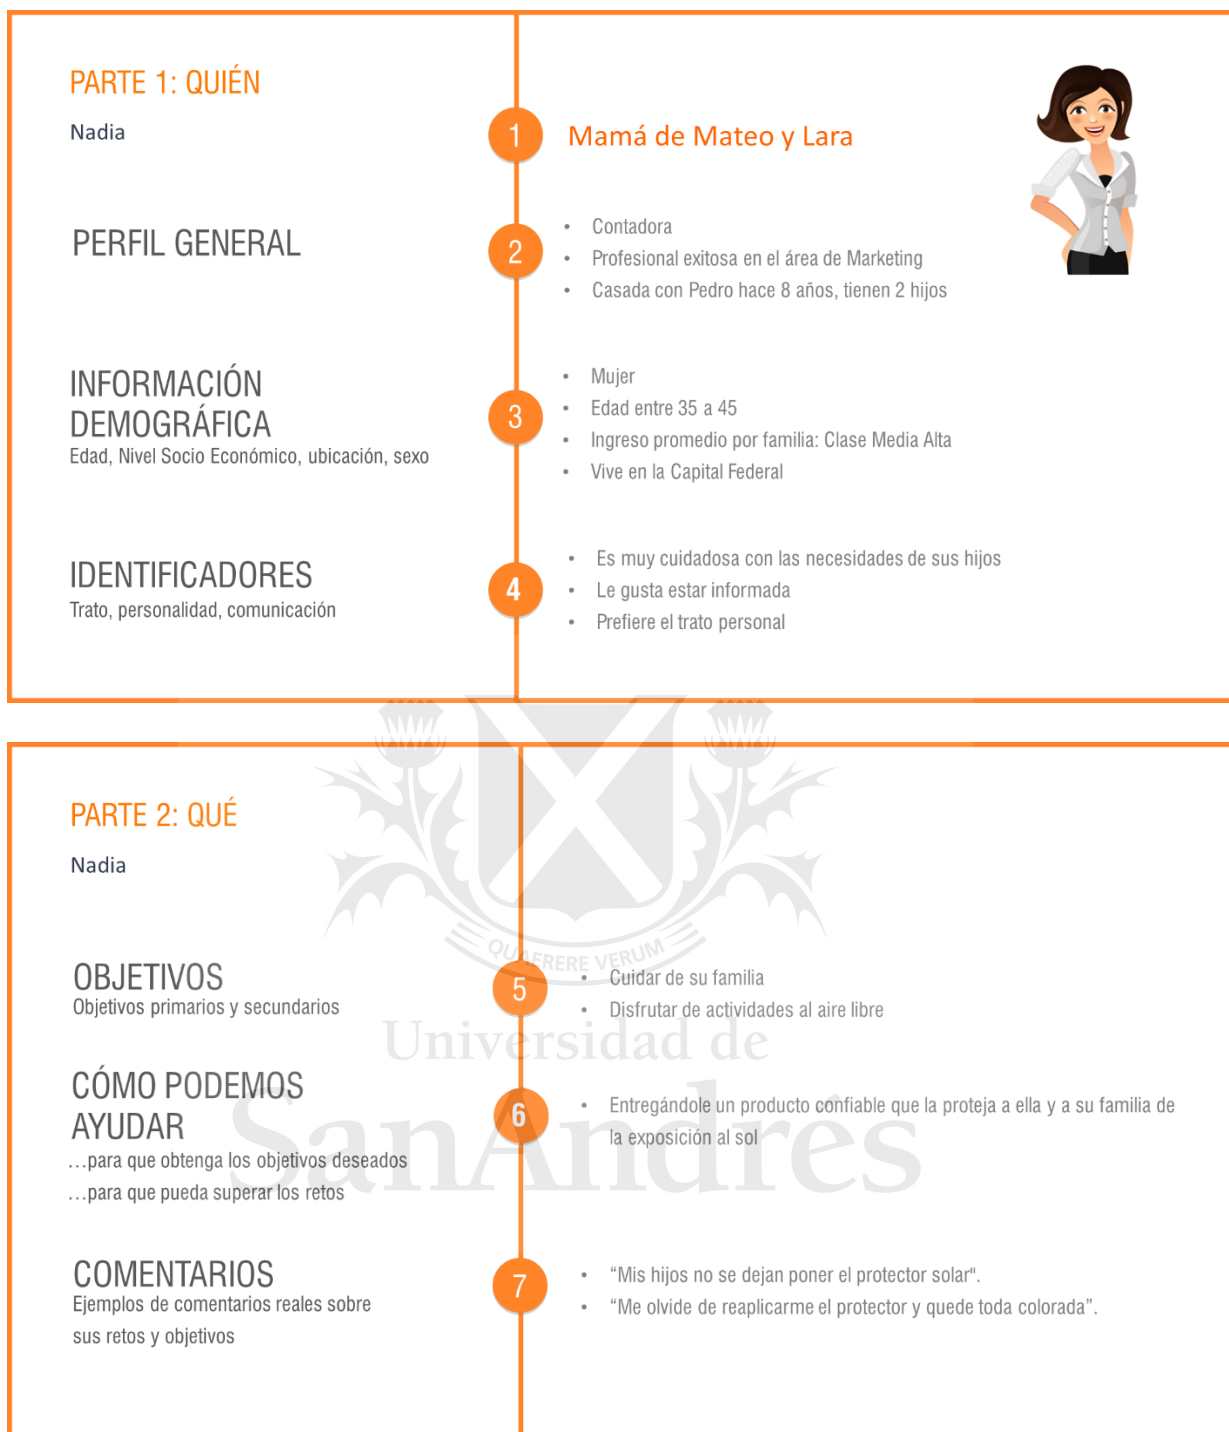 PARTE 1: QUIÉN
Nadia
1
Mamá de Mateo y Lara
PERFIL GENERAL
2
• Contadora
• Profesional exitosa en el área de Marketing
• Casada con Pedro hace 8 años, tienen 2 hijos
INFORMACIÓN
DEMOGRÁFICA
Edad, Nivel Socio Económico, ubicación, sexo
3
• Mujer
• Edad entre 35 a 45
• Ingreso promedio por familia: Clase Media Alta
• Vive en la Capital Federal
IDENTIFICADORES
Trato, personalidad, comunicación
4
• Es muy cuidadosa con las necesidades de sus hijos
• Le gusta estar informada
• Prefiere el trato personal
PARTE 2: QUÉ
Nadia
QUAERERE VERUM
Universidad de
SanAndrés
OBJETIVOS
Objetivos primarios y secundarios
5
• Cuidar de su familia
• Disfrutar de actividades al aire libre
CÓMO PODEMOS
AYUDAR
…para que obtenga los objetivos deseados
…para que pueda superar los retos
6
• Entregándole un producto confiable que la proteja a ella y a su familia de
la exposición al sol
COMENTARIOS
Ejemplos de comentarios reales sobre
sus retos y objetivos
7
• “Mis hijos no se dejan poner el protector solar".
• “Me olvide de reaplicarme el protector y quede toda colorada”.